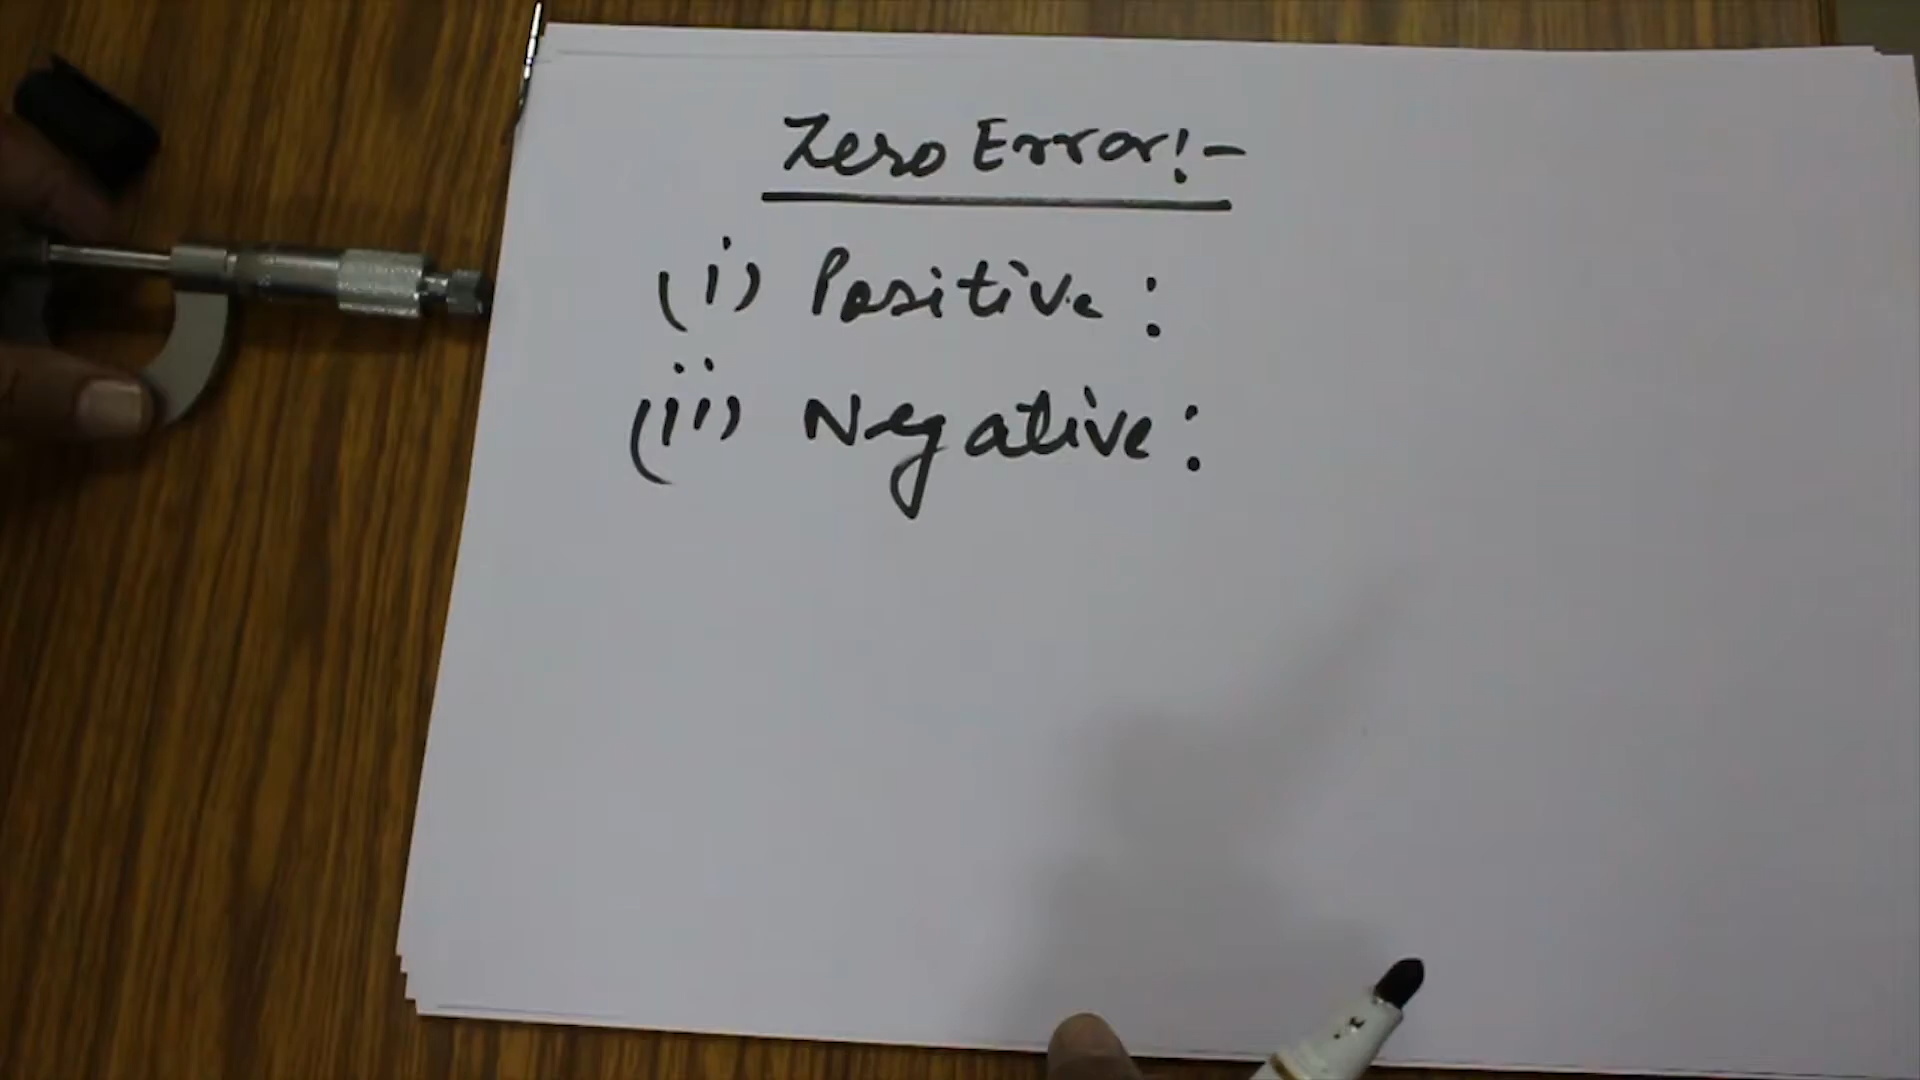 Zero Error:-
(i) Positive:
(ii) Negative: